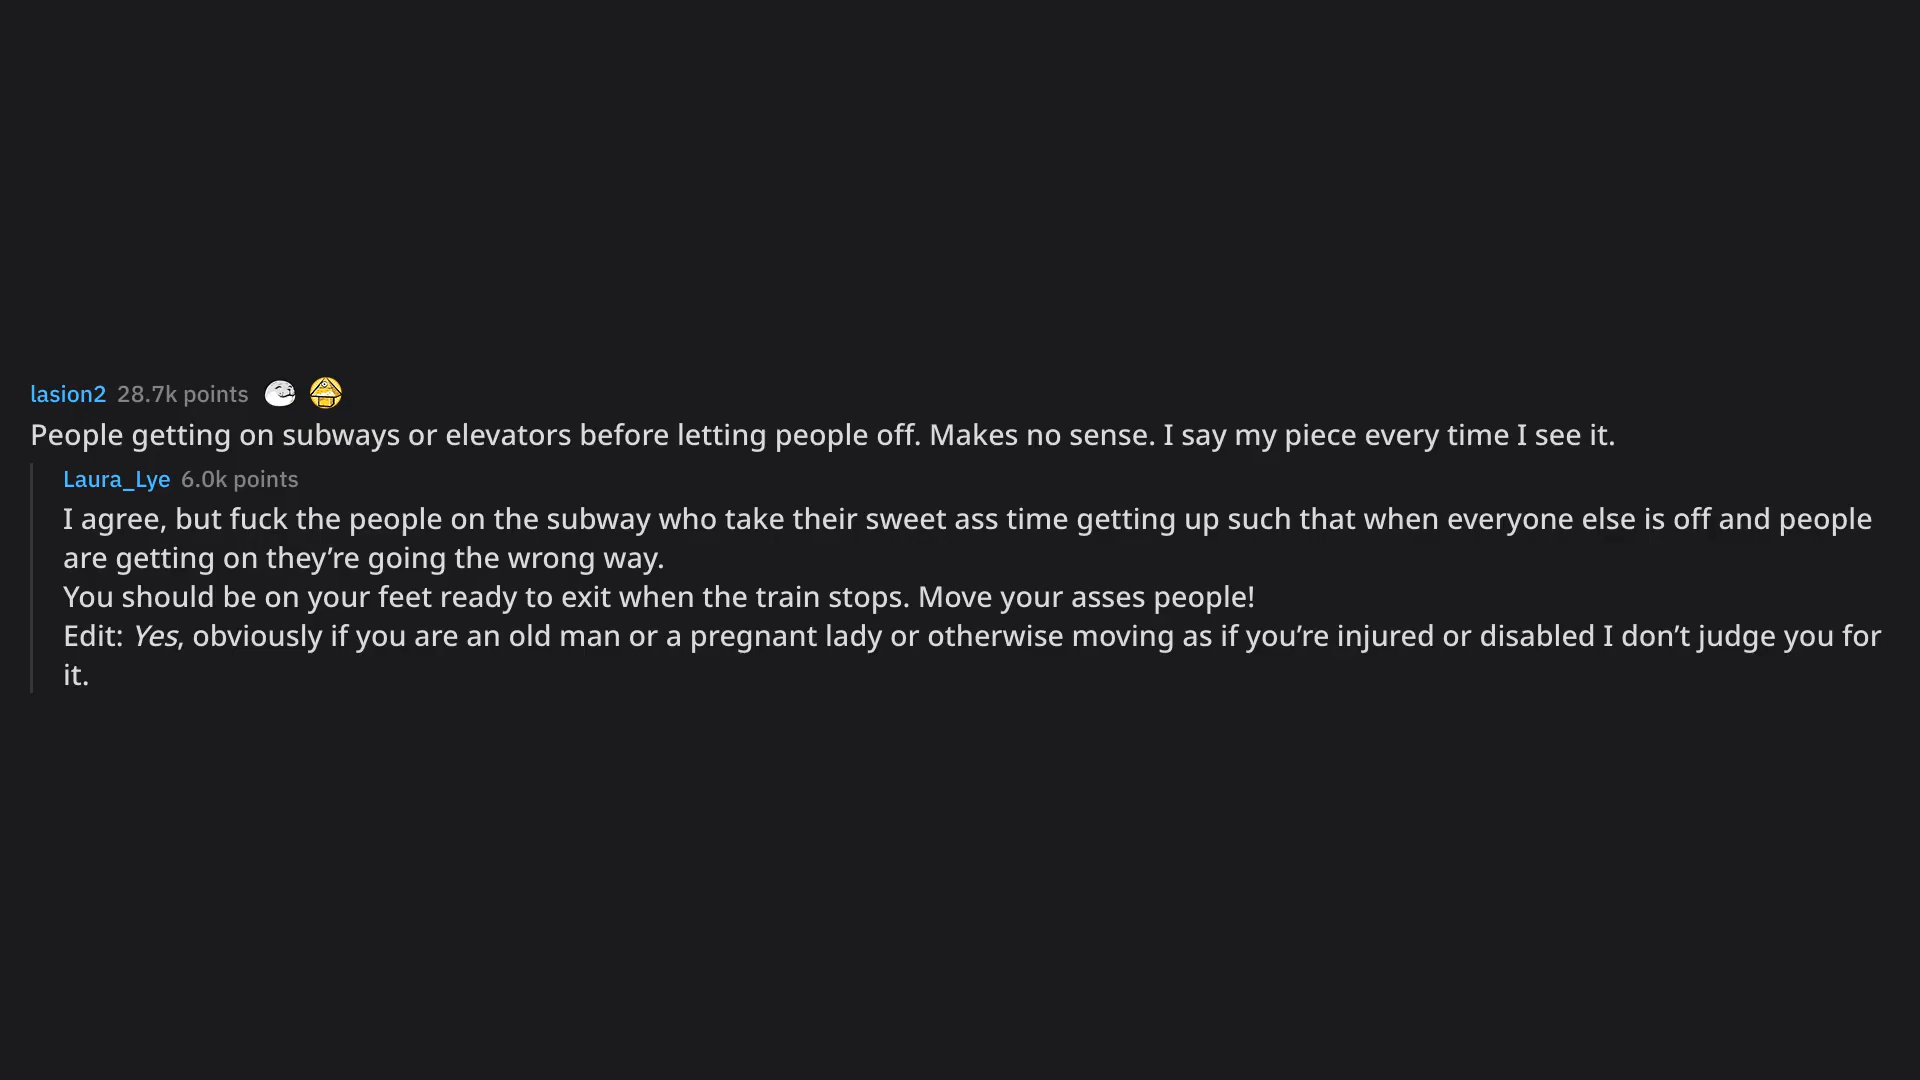 lasion2 28.7k points
People getting on subways or elevators before letting people off. Makes no sense. I say my piece every time I see it.
Laura_Lye 6.0k points
I agree, but fuck the people on the subway who take their sweet ass time getting up such that when everyone else is off and people
are getting on they’re going the wrong way.
You should be on your feet ready to exit when the train stops. Move your asses people!
Edit: Yes, obviously if you are an old man or a pregnant lady or otherwise moving as if you’re injured or disabled I don’t judge you for
it.